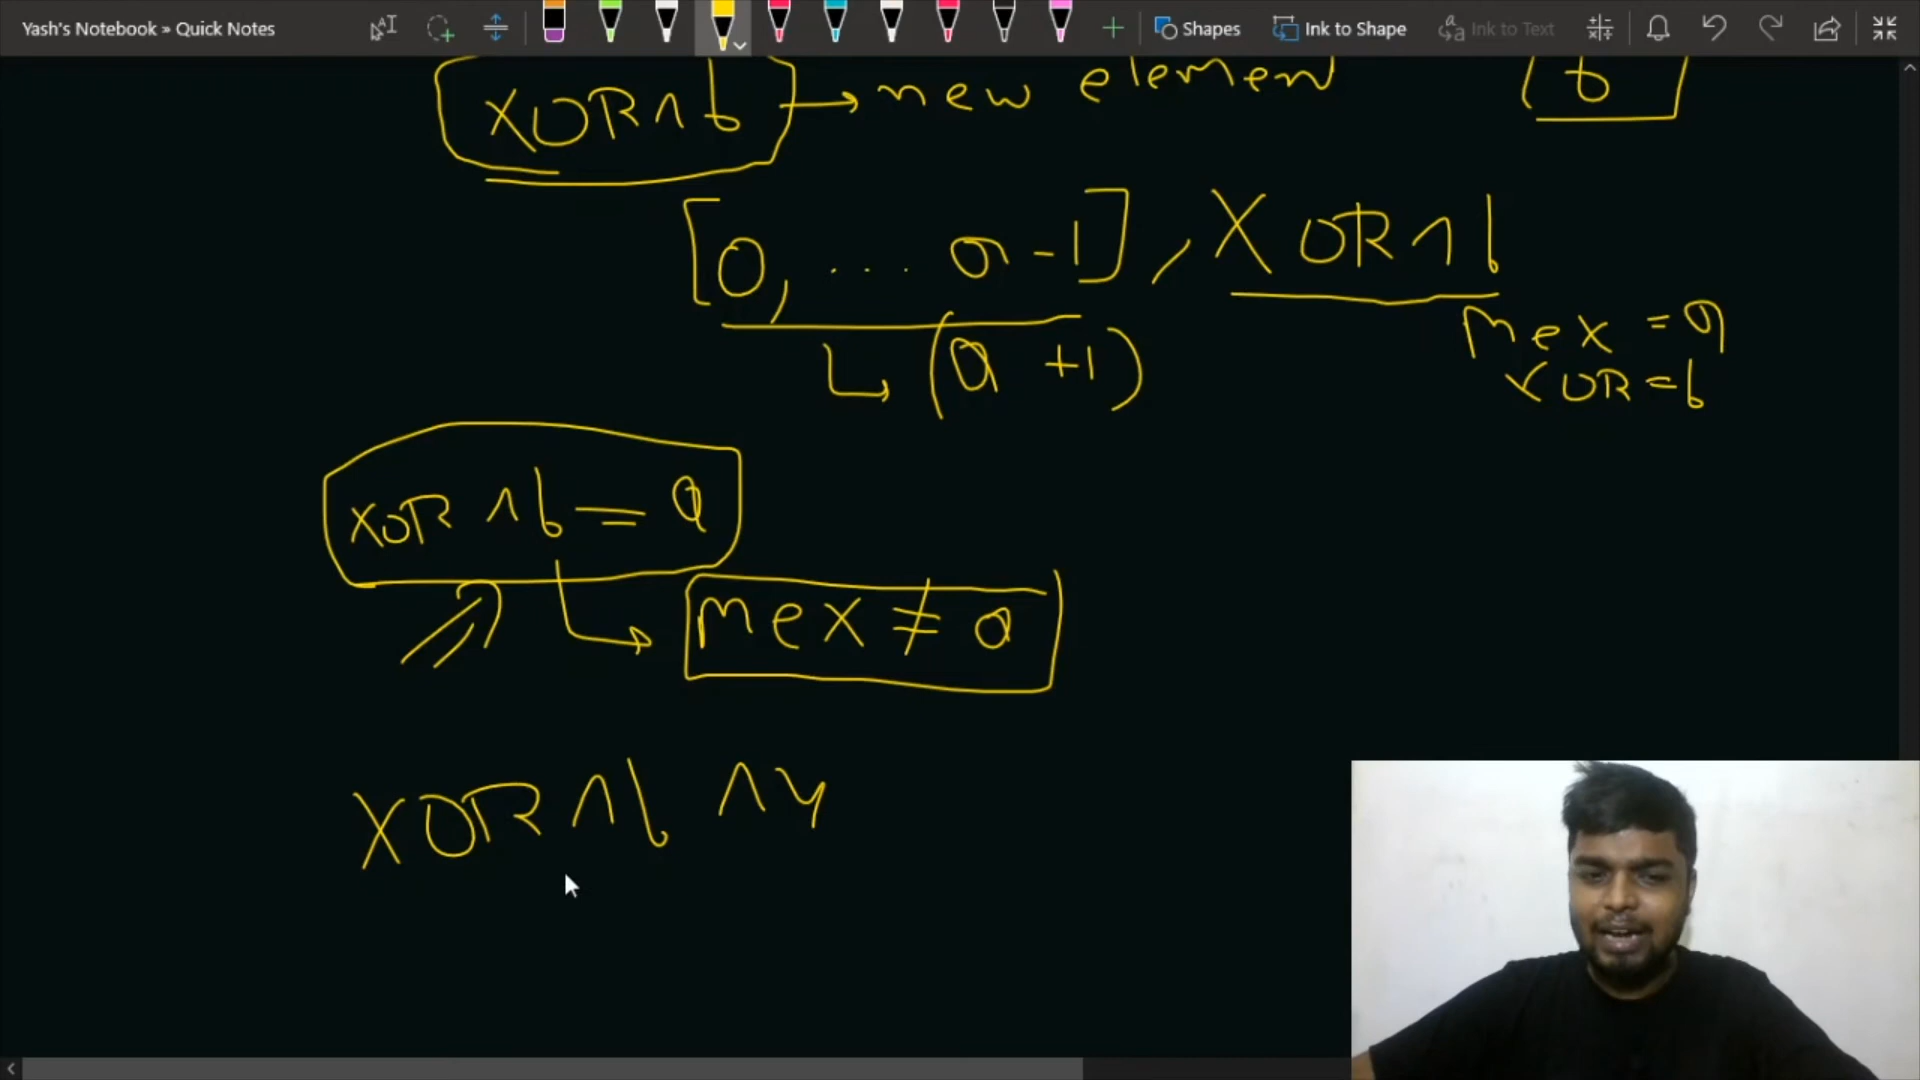 Yash's Notebook » Quick Notes
Shapes
Ink to Shape
Ink to Text
XOR ^ b → new element
b
[0, ... a-1], XOR ^ b
(a +1)
mex = a
XOR = b
XOR ^ b = a
mex ≠ a
XOR ^ b ^ y